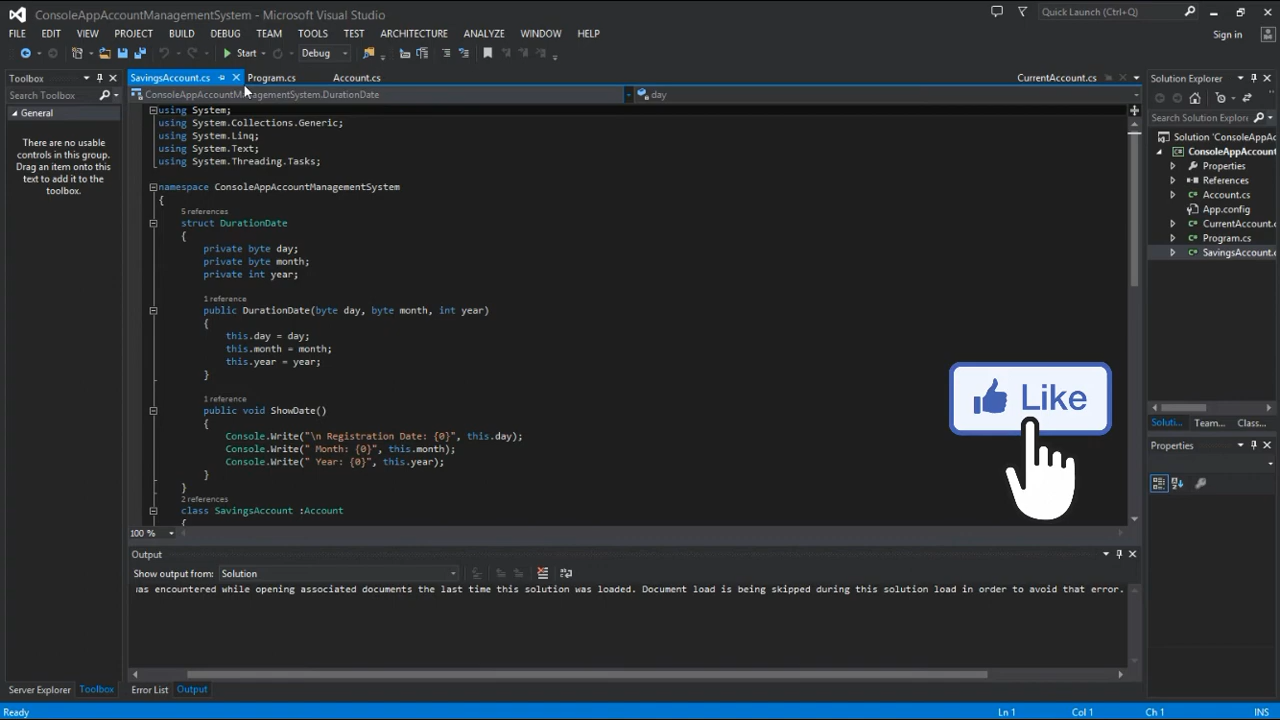 ConsoleAppAccountManagementSystem - Microsoft Visual Studio
Quick Launch (Ctrl+Q)
FILE EDIT VIEW PROJECT BUILD DEBUG TEAM TOOLS TEST ARCHITECTURE ANALYZE WINDOW HELP
Sign in
Start Debug
Toolbox
Search Toolbox
General
There are no usable
controls in this group.
Drag an item onto this
text to add it to the
toolbox.
SavingsAccount.cs Program.cs Account.cs CurrentAccount.cs
ConsoleAppAccountManagementSystem.DurationDate day
using System;
using System.Collections.Generic;
using System.Linq;
using System.Text;
using System.Threading.Tasks;
namespace ConsoleAppAccountManagementSystem
{
5 references
struct DurationDate
{
private byte day;
private byte month;
private int year;
1 reference
public DurationDate(byte day, byte month, int year)
{
this.day = day;
this.month = month;
this.year = year;
}
1 reference
public void ShowDate()
{
Console.Write("\n Registration Date: {0}", this.day);
Console.Write(" Month: {0}", this.month);
Console.Write(" Year: {0}", this.year);
}
}
2 references
class SavingsAccount :Account
{
100 %
Like
Solution Explorer
Search Solution Explo
Solution 'ConsoleAppAc
ConsoleAppAccount
Properties
References
Account.cs
App.config
CurrentAccount.
Program.cs
SavingsAccount.c
Soluti... Team... Class...
Properties
Output
Show output from: Solution
was encountered while opening associated documents the last time this solution was loaded. Document load is being skipped during this solution load in order to avoid that error.
Server Explorer Toolbox Error List Output
Ready Ln 1 Col 1 Ch 1 INS